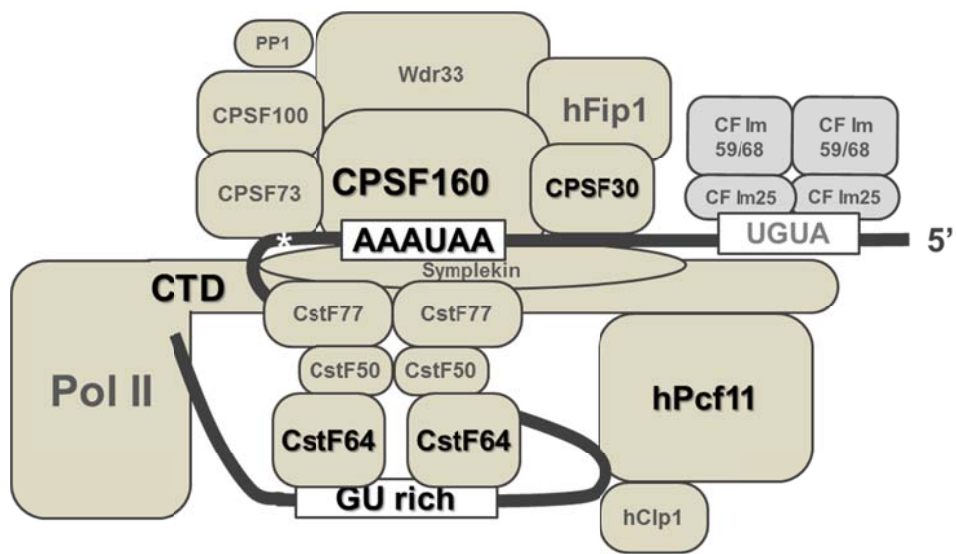 PP1
Wdr33
CPSF100
hFip1
CF Im
59/68
CF Im
59/68
CPSF73
CPSF160
CPSF30
CF Im25
CF Im25
*
AAAUAA
UGUA
5’
Symplekin
CTD
CstF77
CstF77
CstF50
CstF50
Pol II
hPcf11
CstF64
CstF64
GU rich
hClp1